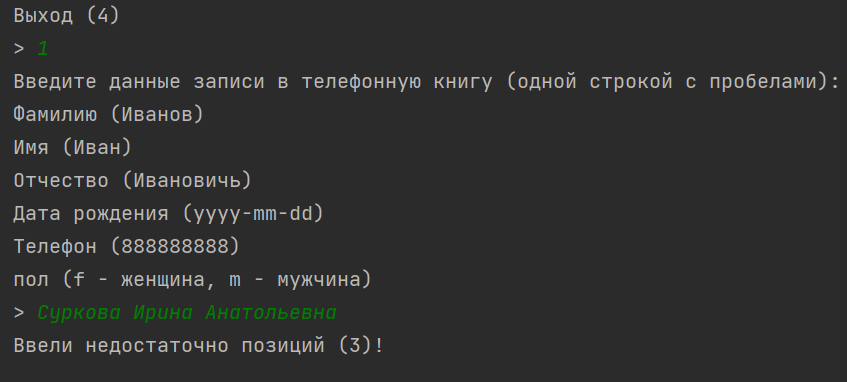 Выход (4)
> 1
Введите данные записи в телефонную книгу (одной строкой с пробелами):
Фамилию (Иванов)
Имя (Иван)
Отчество (Ивановичь)
Дата рождения (yyyy-mm-dd)
Телефон (888888888)
пол (f - женщина, m - мужчина)
> Суркова Ирина Анатольевна
Ввели недостаточно позиций (3)!